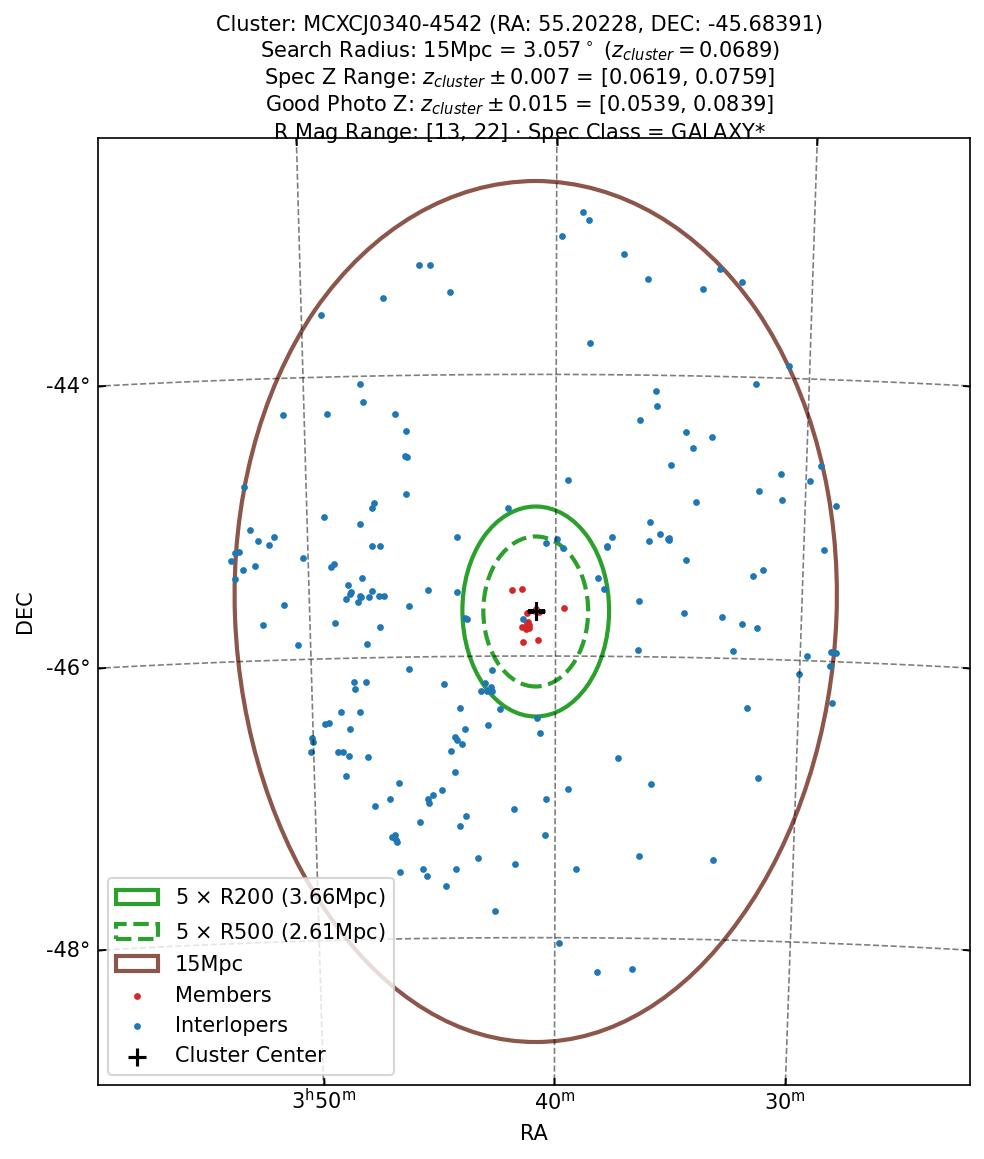 Cluster: MCXCJ0340-4542 (RA: 55.20228, DEC: -45.68391)
Search Radius: 15Mpc = 3.057° (z_cluster = 0.0689)
Spec Z Range: z_cluster ± 0.007 = [0.0619, 0.0759]
Good Photo Z: z_cluster ± 0.015 = [0.0539, 0.0839]
R Mag Range: [13, 22] · Spec Class = GALAXY*
-44°
-46°
-48°
DEC
5 × R200 (3.66Mpc)
5 × R500 (2.61Mpc)
15Mpc
Members
Interlopers
Cluster Center
3h50m
40m
30m
RA